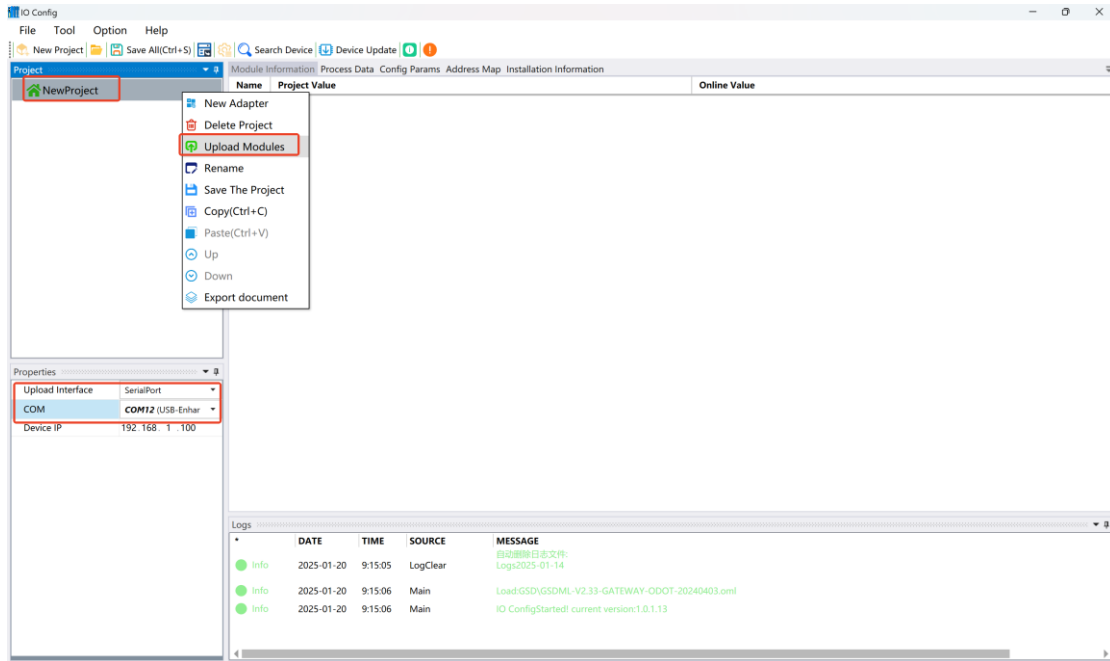 IO Config
File Tool Option Help
New Project Save All(Ctrl+S) Search Device Device Update
Project
NewProject
New Adapter
Delete Project
Upload Modules
Rename
Save The Project
Copy(Ctrl+C)
Paste(Ctrl+V)
Up
Down
Export document
Module Information Process Data Config Params Address Map Installation Information
Name Project Value Online Value
Properties
Upload Interface SerialPort
COM COM12 (USB-Enhar
Device IP 192.168. 1 .100
Logs
* DATE TIME SOURCE MESSAGE
自动删除日志文件:
Info 2025-01-20 9:15:05 LogClear Logs2025-01-14
Info 2025-01-20 9:15:06 Main Load:GSD\GSDML-V2.33-GATEWAY-ODOT-20240403.oml
Info 2025-01-20 9:15:06 Main IO ConfigStarted! current version:1.0.1.13